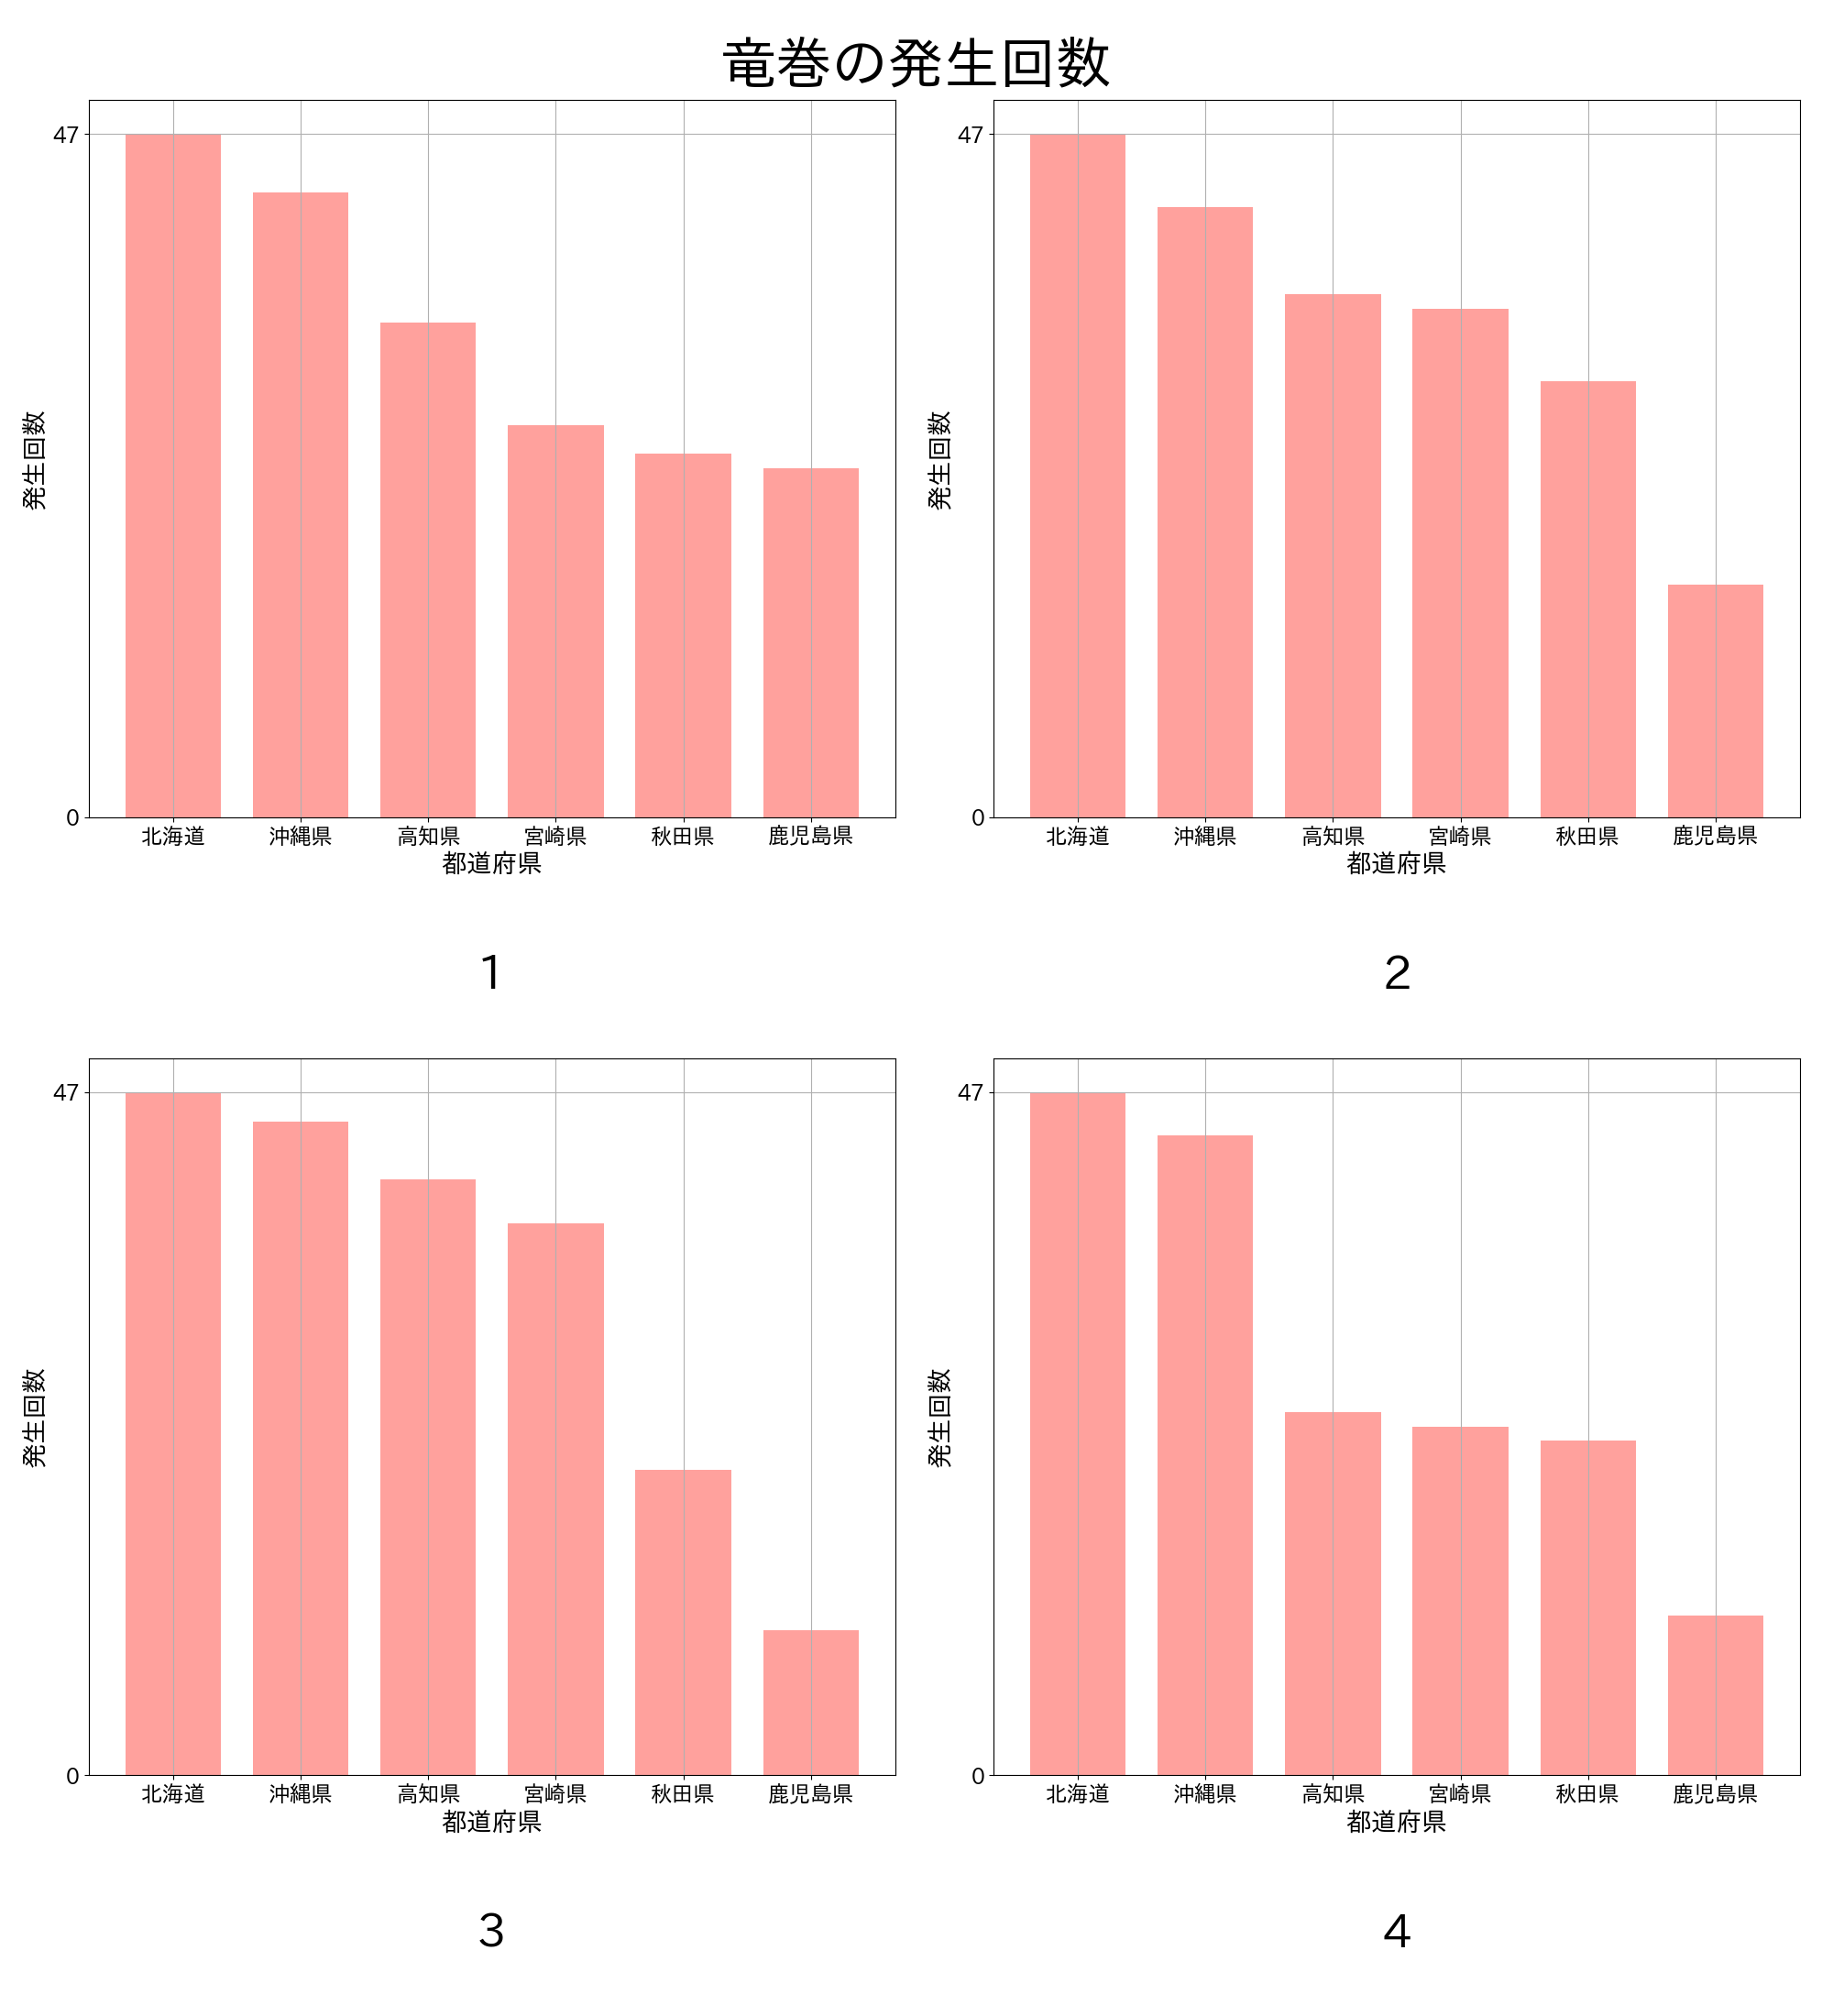 竜巻の発生回数
47
0
発生回数
北海道 沖縄県 高知県 宮崎県 秋田県 鹿児島県
都道府県
1
47
0
発生回数
北海道 沖縄県 高知県 宮崎県 秋田県 鹿児島県
都道府県
2
47
0
発生回数
北海道 沖縄県 高知県 宮崎県 秋田県 鹿児島県
都道府県
3
47
0
発生回数
北海道 沖縄県 高知県 宮崎県 秋田県 鹿児島県
都道府県
4